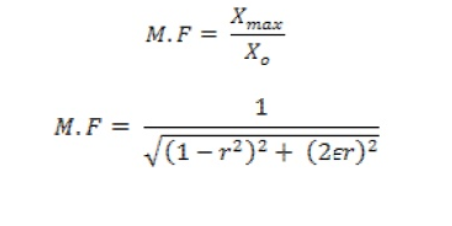 M.F = X_max / X_o
M.F = 1 / √((1 − r²)² + (2εr)²)